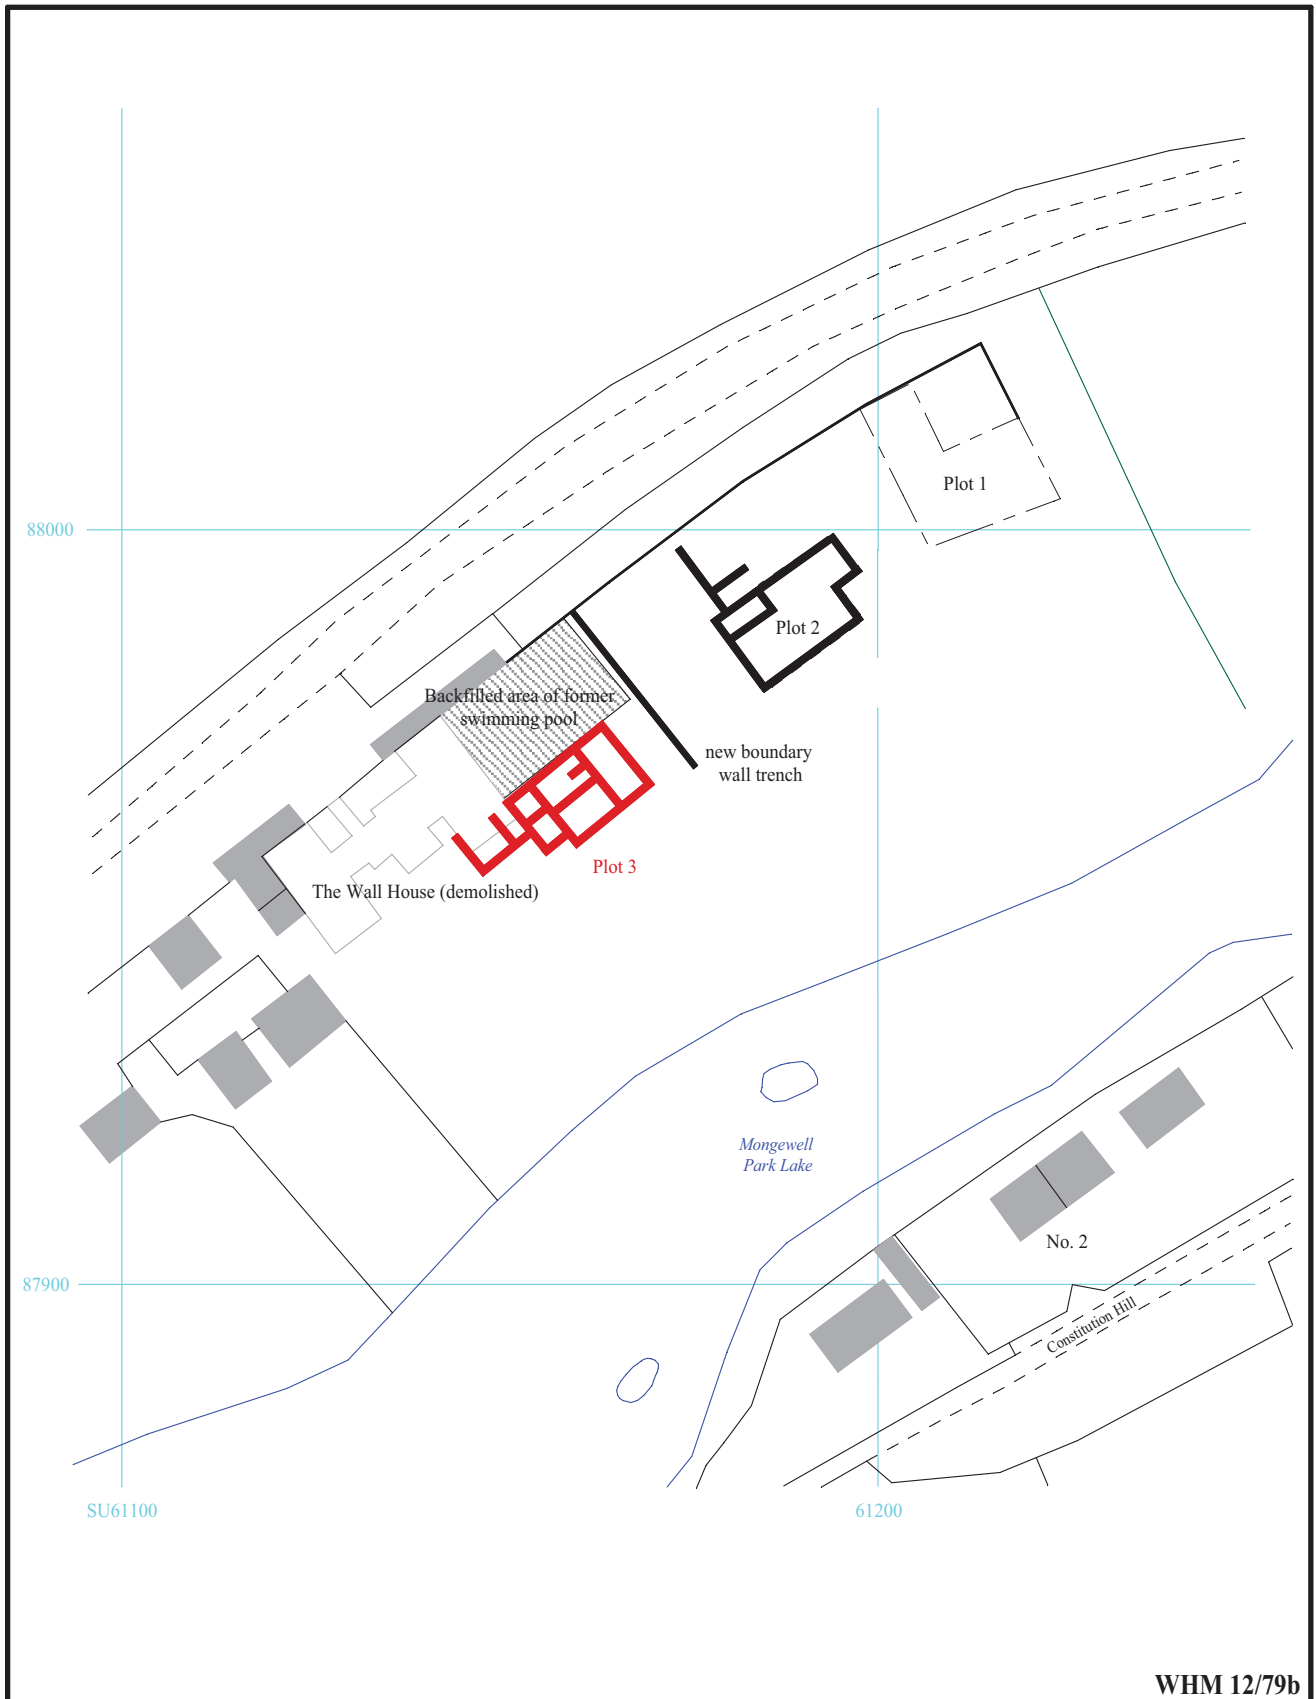 Plot 1
88000
Plot 2
Backfilled area of former
swimming pool
new boundary
wall trench
Plot 3
The Wall House (demolished)
Mongewell
Park Lake
No. 2
87900
Constitution Hill
SU61100
61200
WHM 12/79b